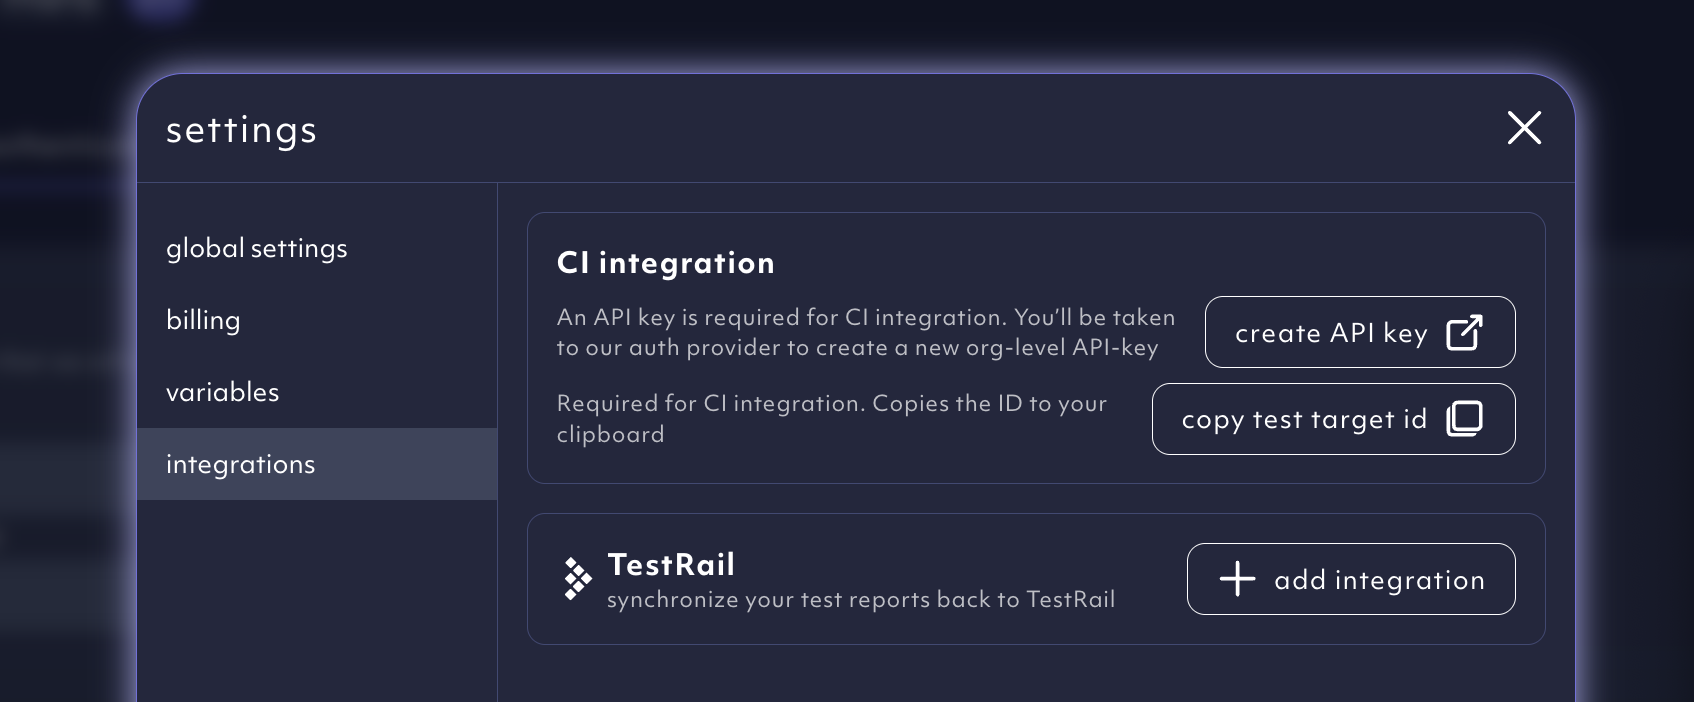 settings
global settings
billing
variables
integrations
CI integration
An API key is required for CI integration. You’ll be taken
to our auth provider to create a new org-level API-key
create API key
Required for CI integration. Copies the ID to your
clipboard
copy test target id
TestRail
synchronize your test reports back to TestRail
add integration